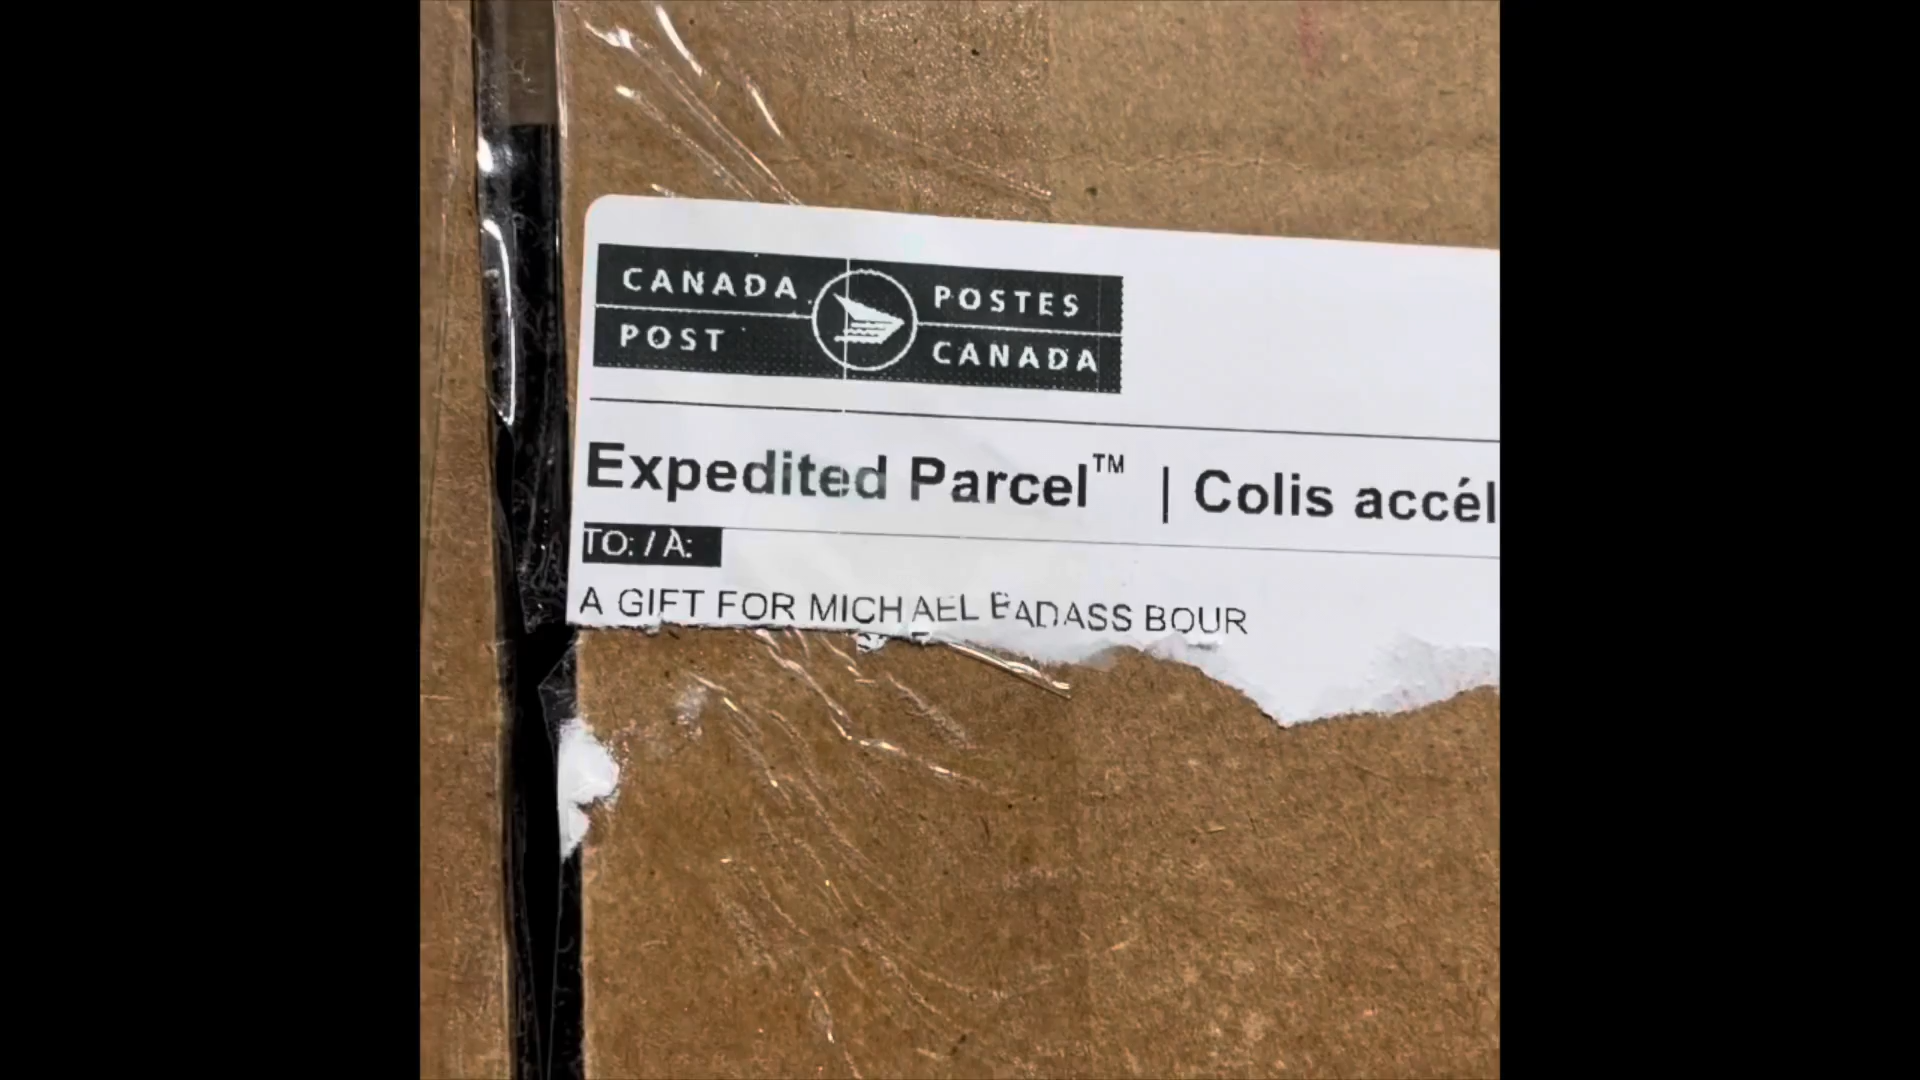 CANADA POSTES
POST CANADA
Expedited Parcel™ | Colis accél
TO: / À:
A GIFT FOR MICHAEL BADASS BOUR